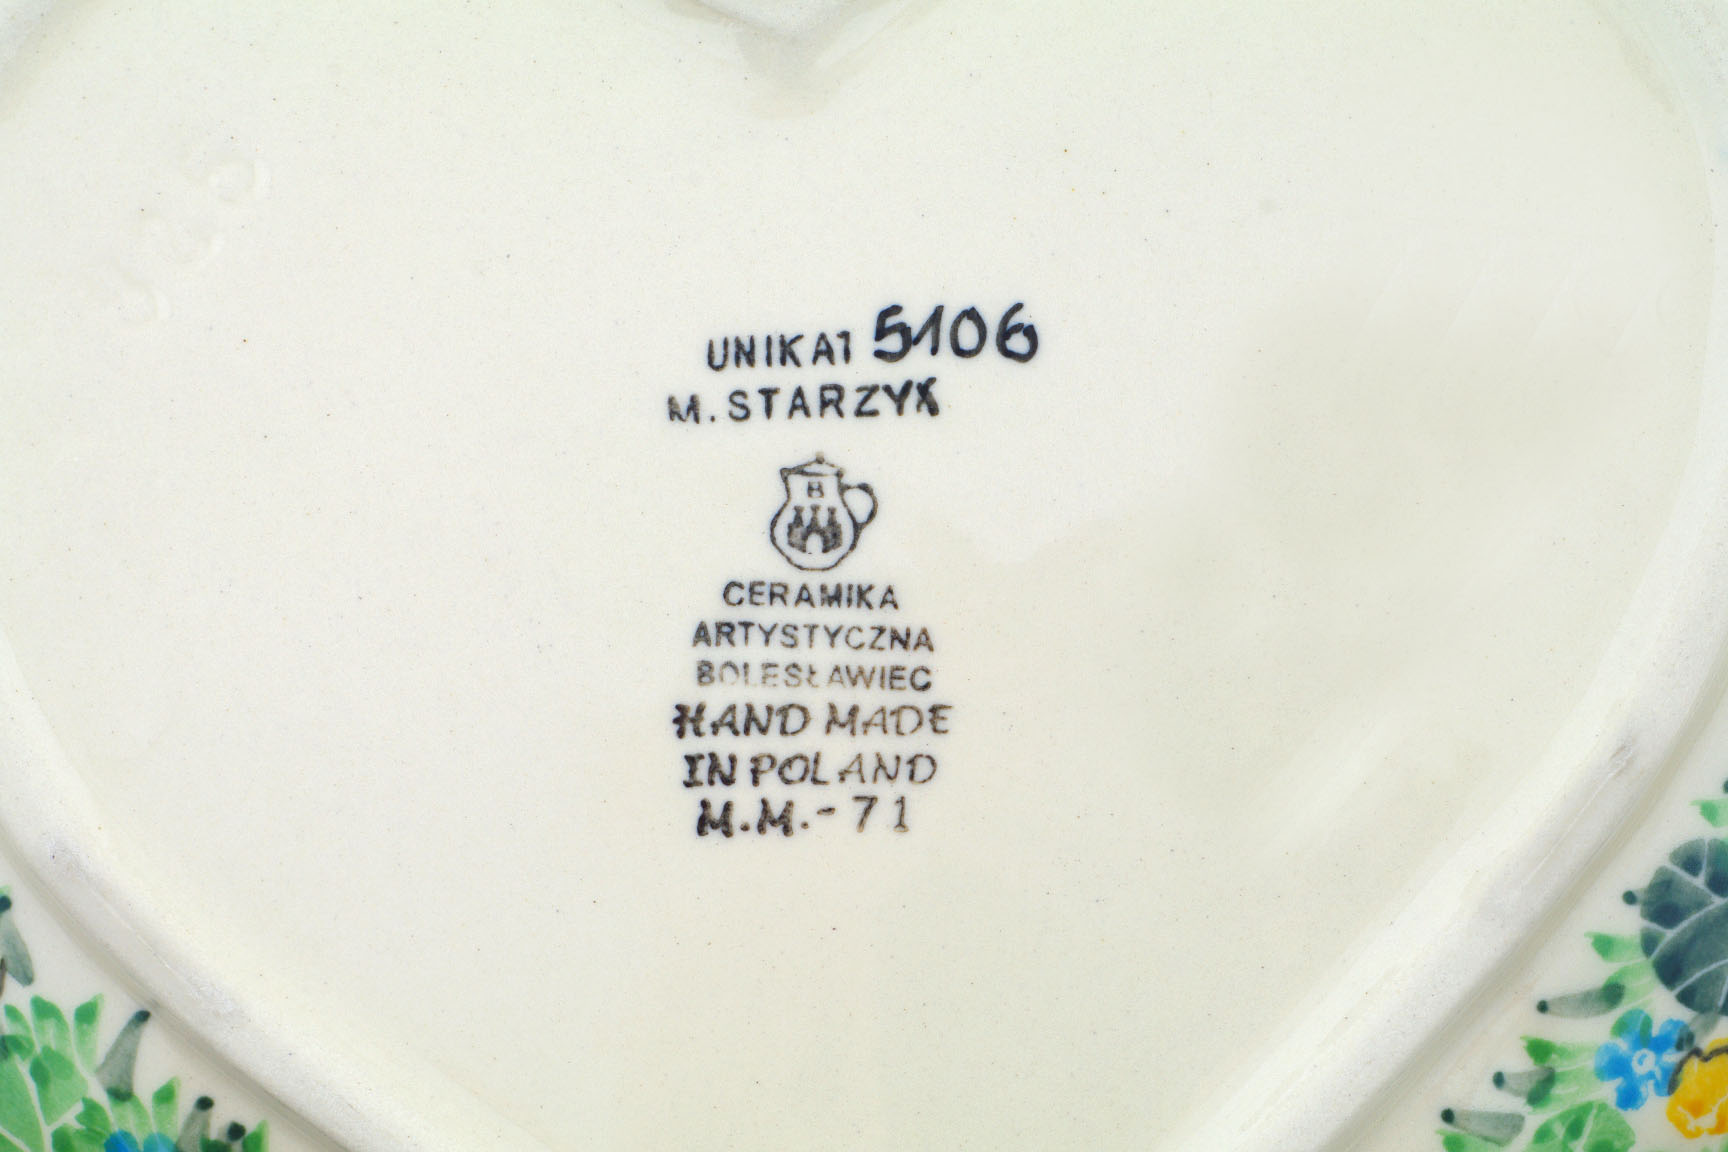 UNIKAT 5106
M. STARZYK
B
CERAMIKA
ARTYSTYCZNA
BOLESŁAWIEC
HAND MADE
IN POLAND
M.M.-71